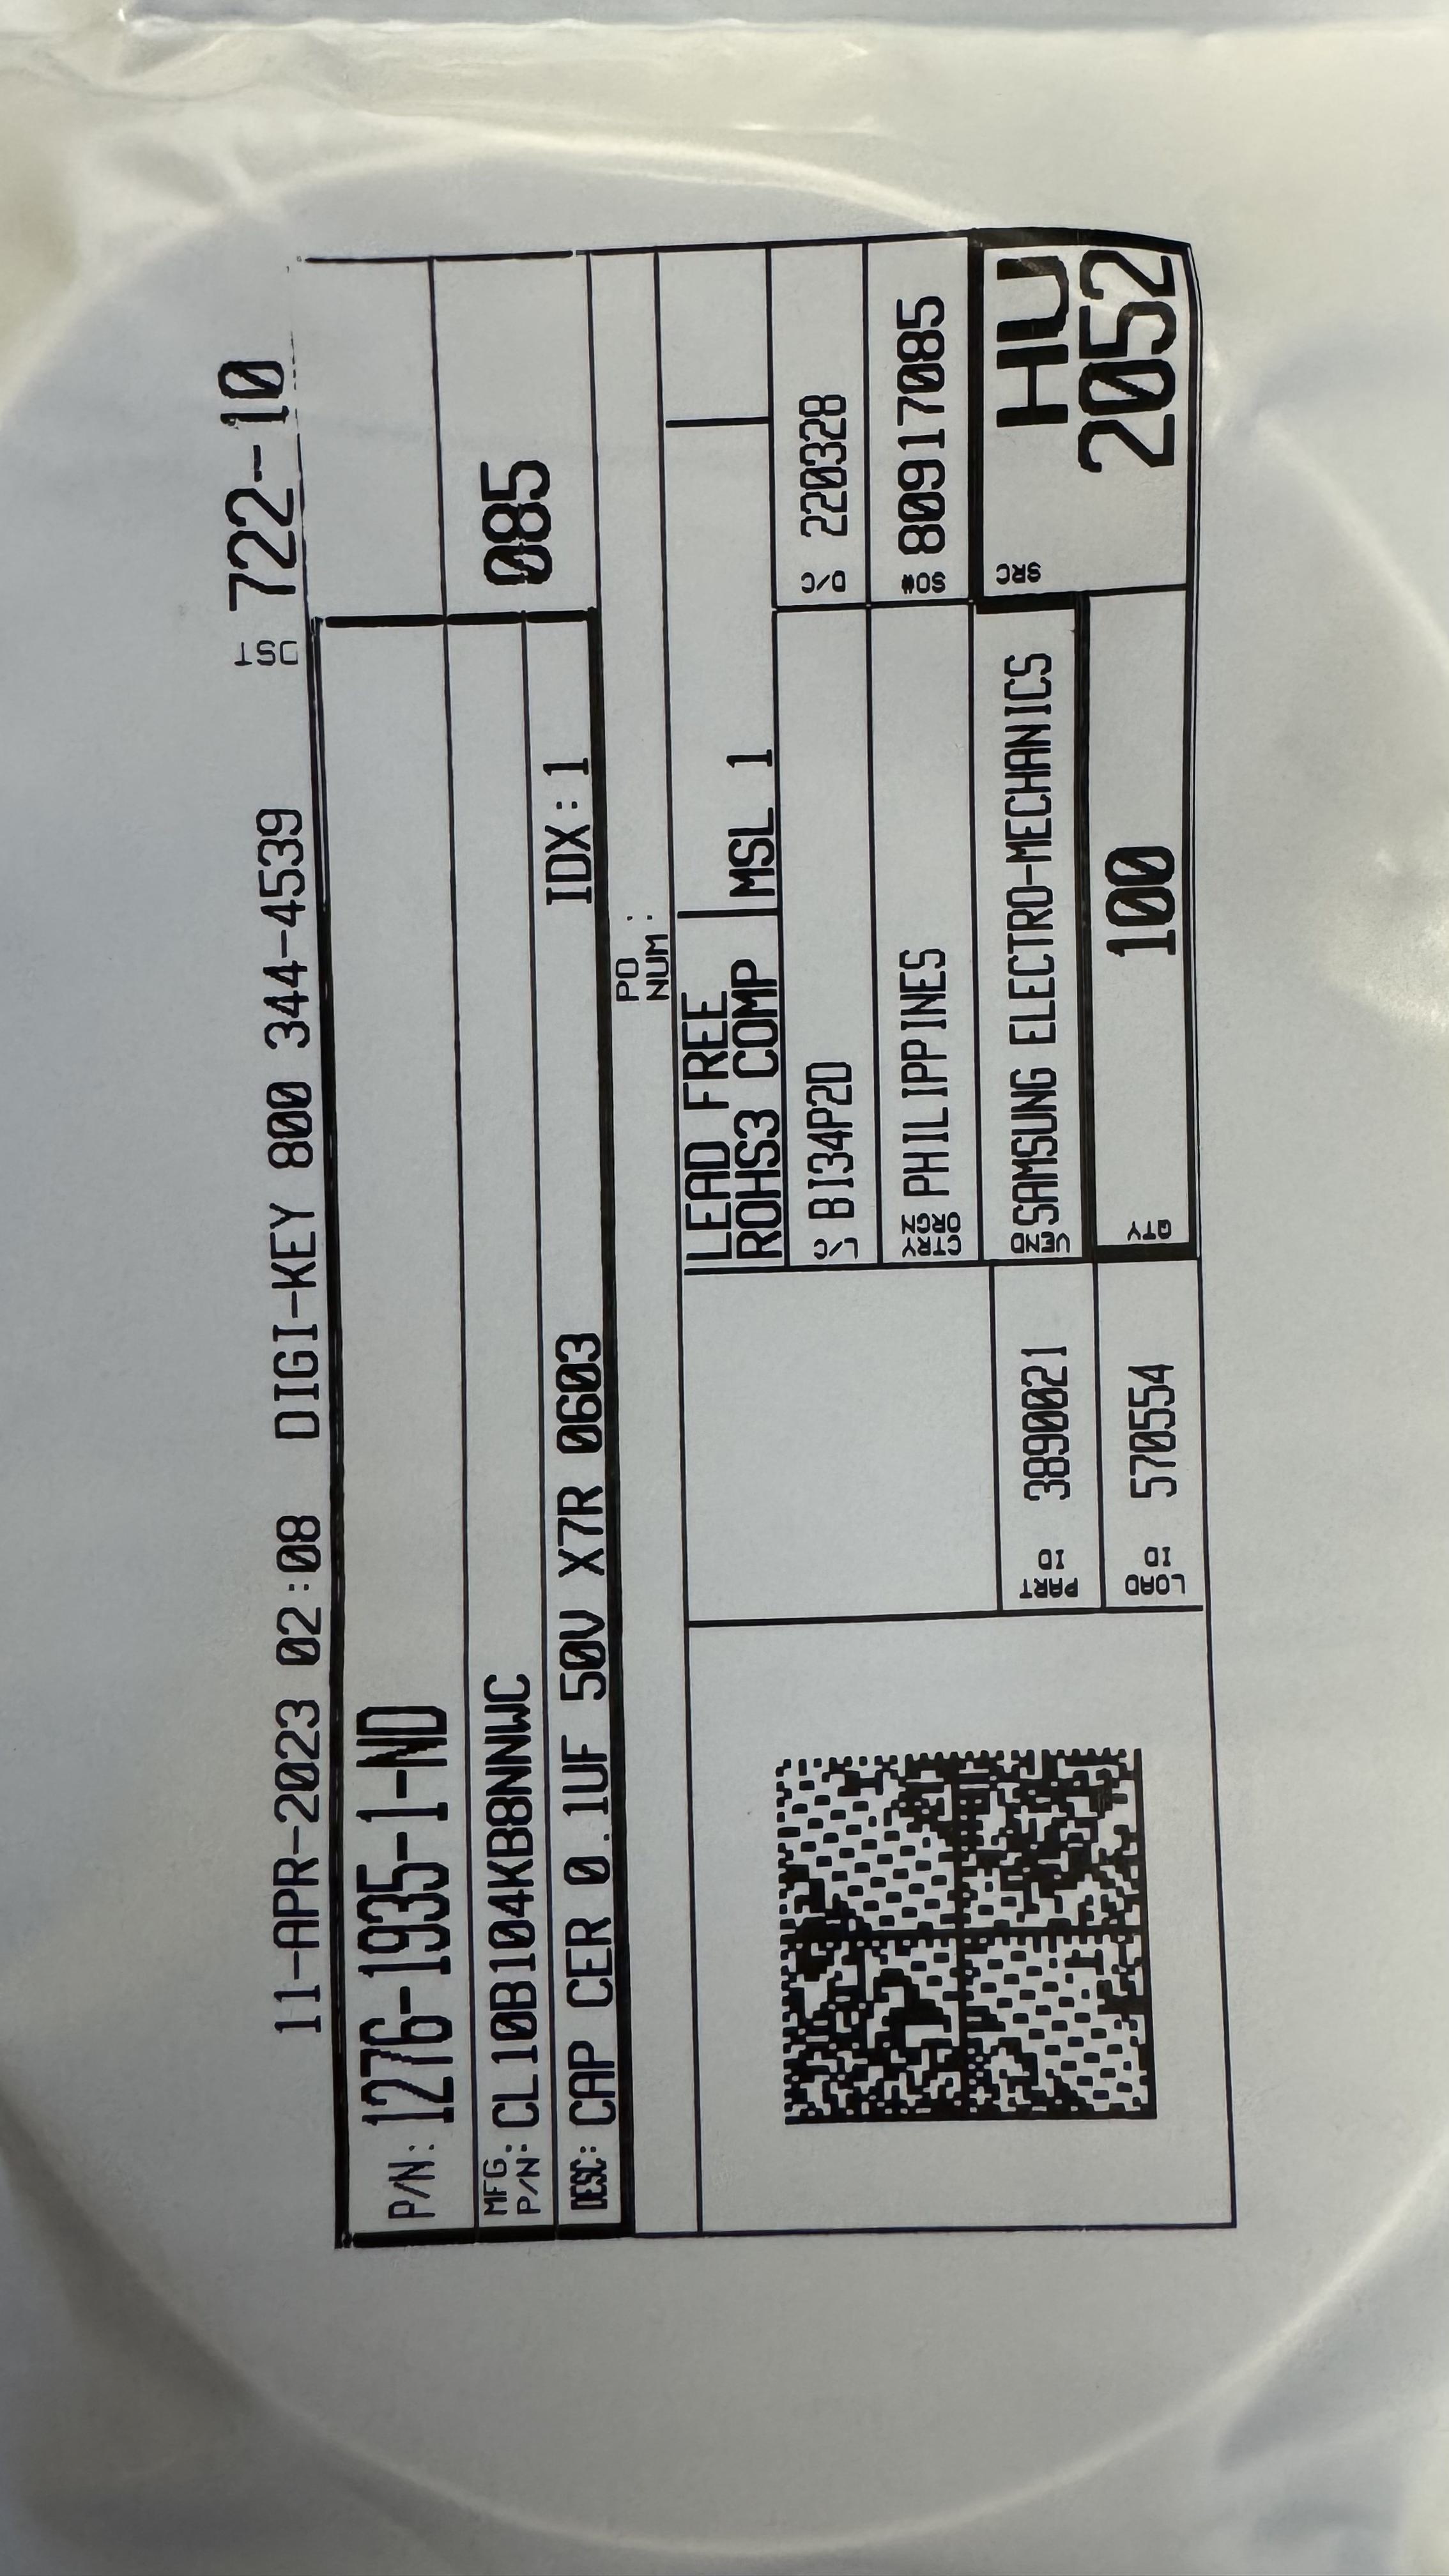 DST 722-10
11-APR-2023 02:08 DIGI-KEY 800 344-4539
P/N: 1276-1935-1-ND
MFG P/N: CL10B104KB8NNWC
085
DESC: CAP CER 0.1UF 50V X7R 0603 IDX: 1
PO NUM:
LEAD FREE
ROHS3 COMP
MSL 1
L/C BI34P2D
D/C 220328
CTRY ORGZ PHILIPPINES
SO# 80917085
PART ID 3890021
VEND SAMSUNG ELECTRO-MECHANICS
SRC HU
2052
LOAD ID 570554
QTY 100